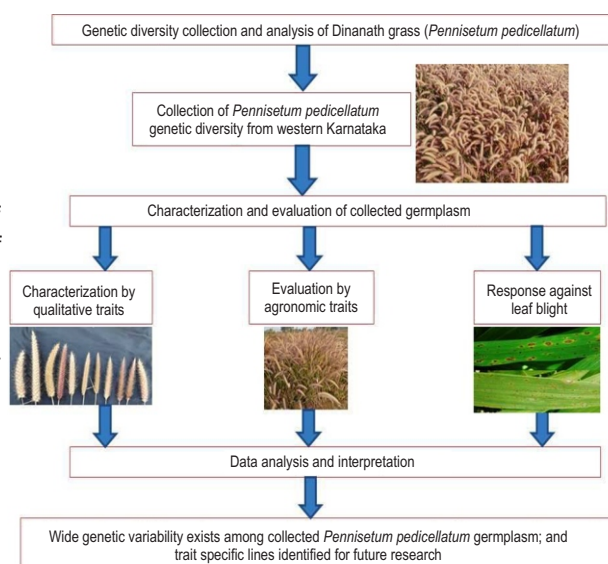 Genetic diversity collection and analysis of Dinanath grass (Pennisetum pedicellatum)
Collection of Pennisetum pedicellatum
genetic diversity from western Karnataka
Characterization and evaluation of collected germplasm
Characterization by
qualitative traits
Evaluation by
agronomic traits
Response against
leaf blight
Data analysis and interpretation
Wide genetic variability exists among collected Pennisetum pedicellatum germplasm; and
trait specific lines identified for future research